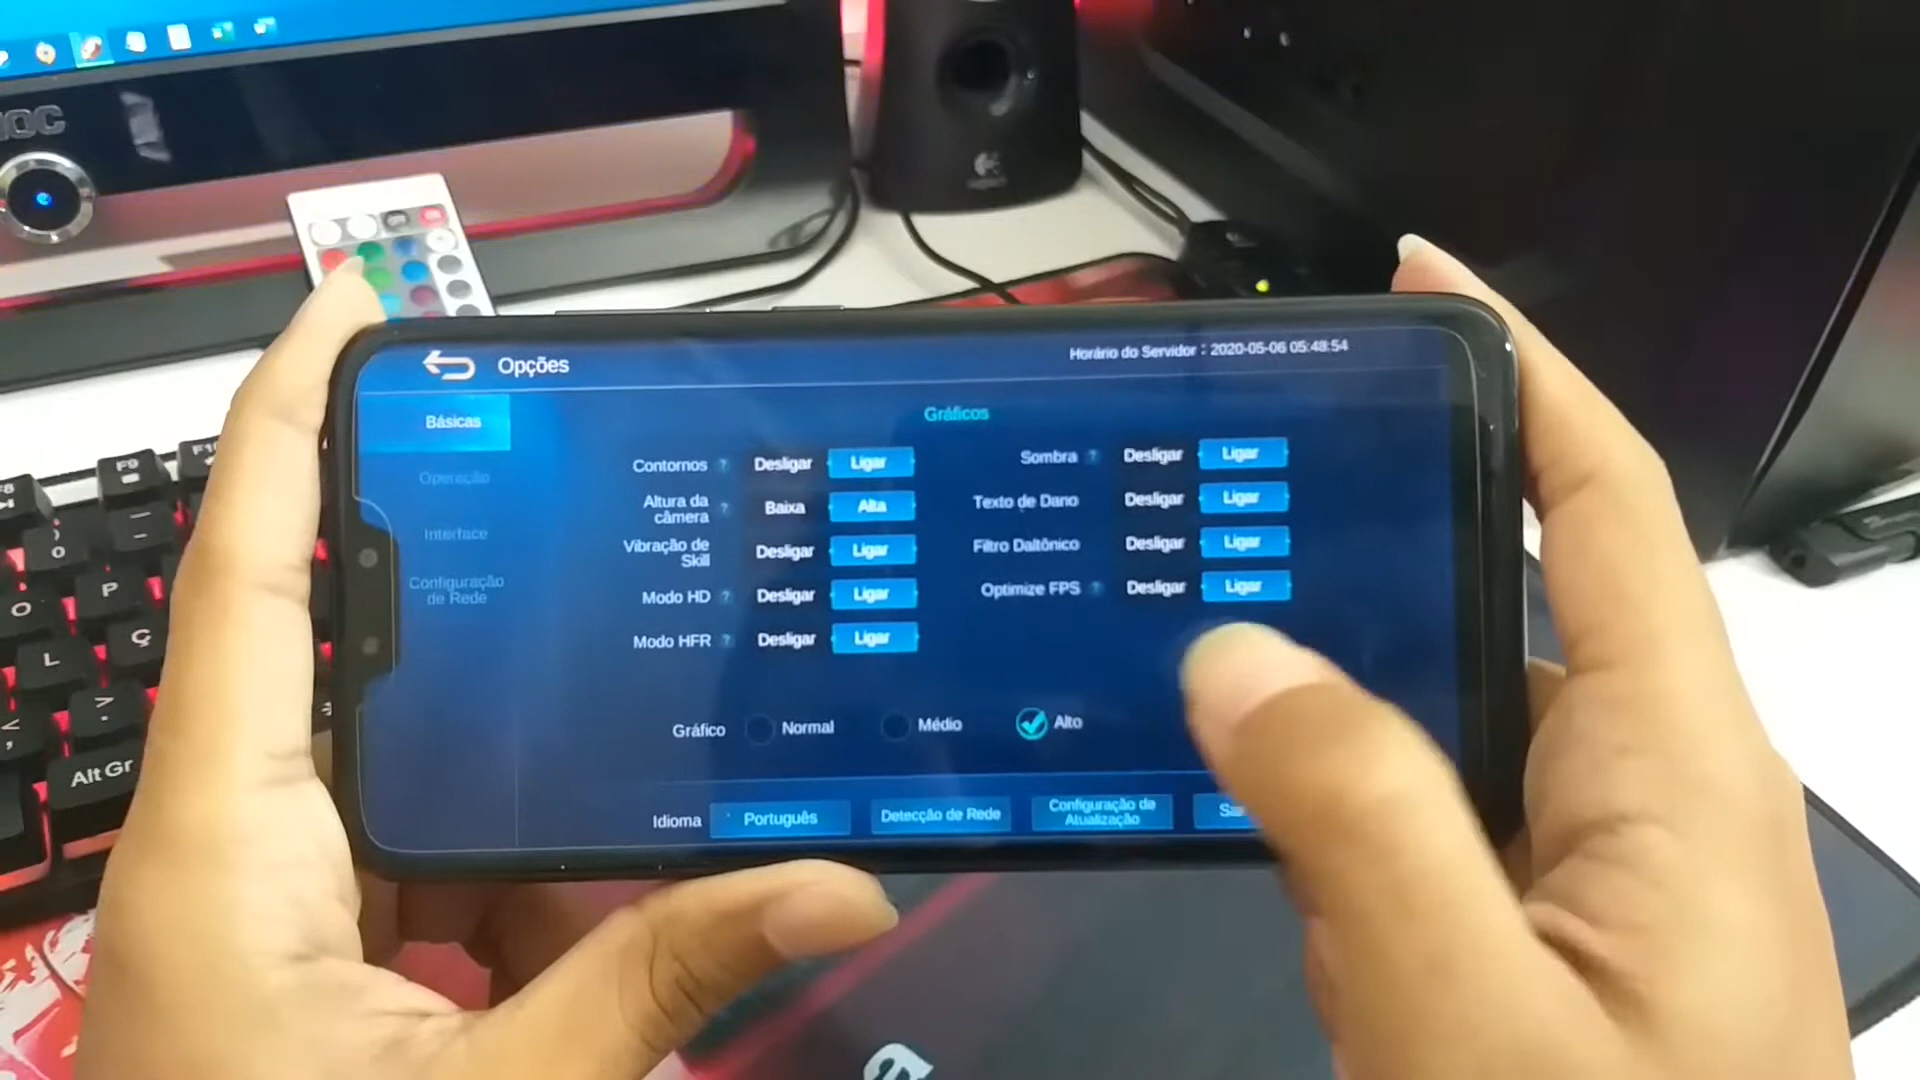 Opções
Horário do Servidor : 2020-05-06 05:48:54
Básicas
Operação
Interface
Configuração
de Rede
Gráficos
Contornos ? Desligar Ligar
Sombra ? Desligar Ligar
Altura da
câmera ? Baixa Alta
Texto de Dano Desligar Ligar
Vibração de
Skill Desligar Ligar
Filtro Daltônico Desligar Ligar
Modo HD ? Desligar Ligar
Optimize FPS ? Desligar Ligar
Modo HFR ? Desligar Ligar
Gráfico Normal Médio Alto
Idioma Português
Detecção de Rede
Configuração de
Atualização
F9
F10
F8
O
P
L
Ç
Alt Gr